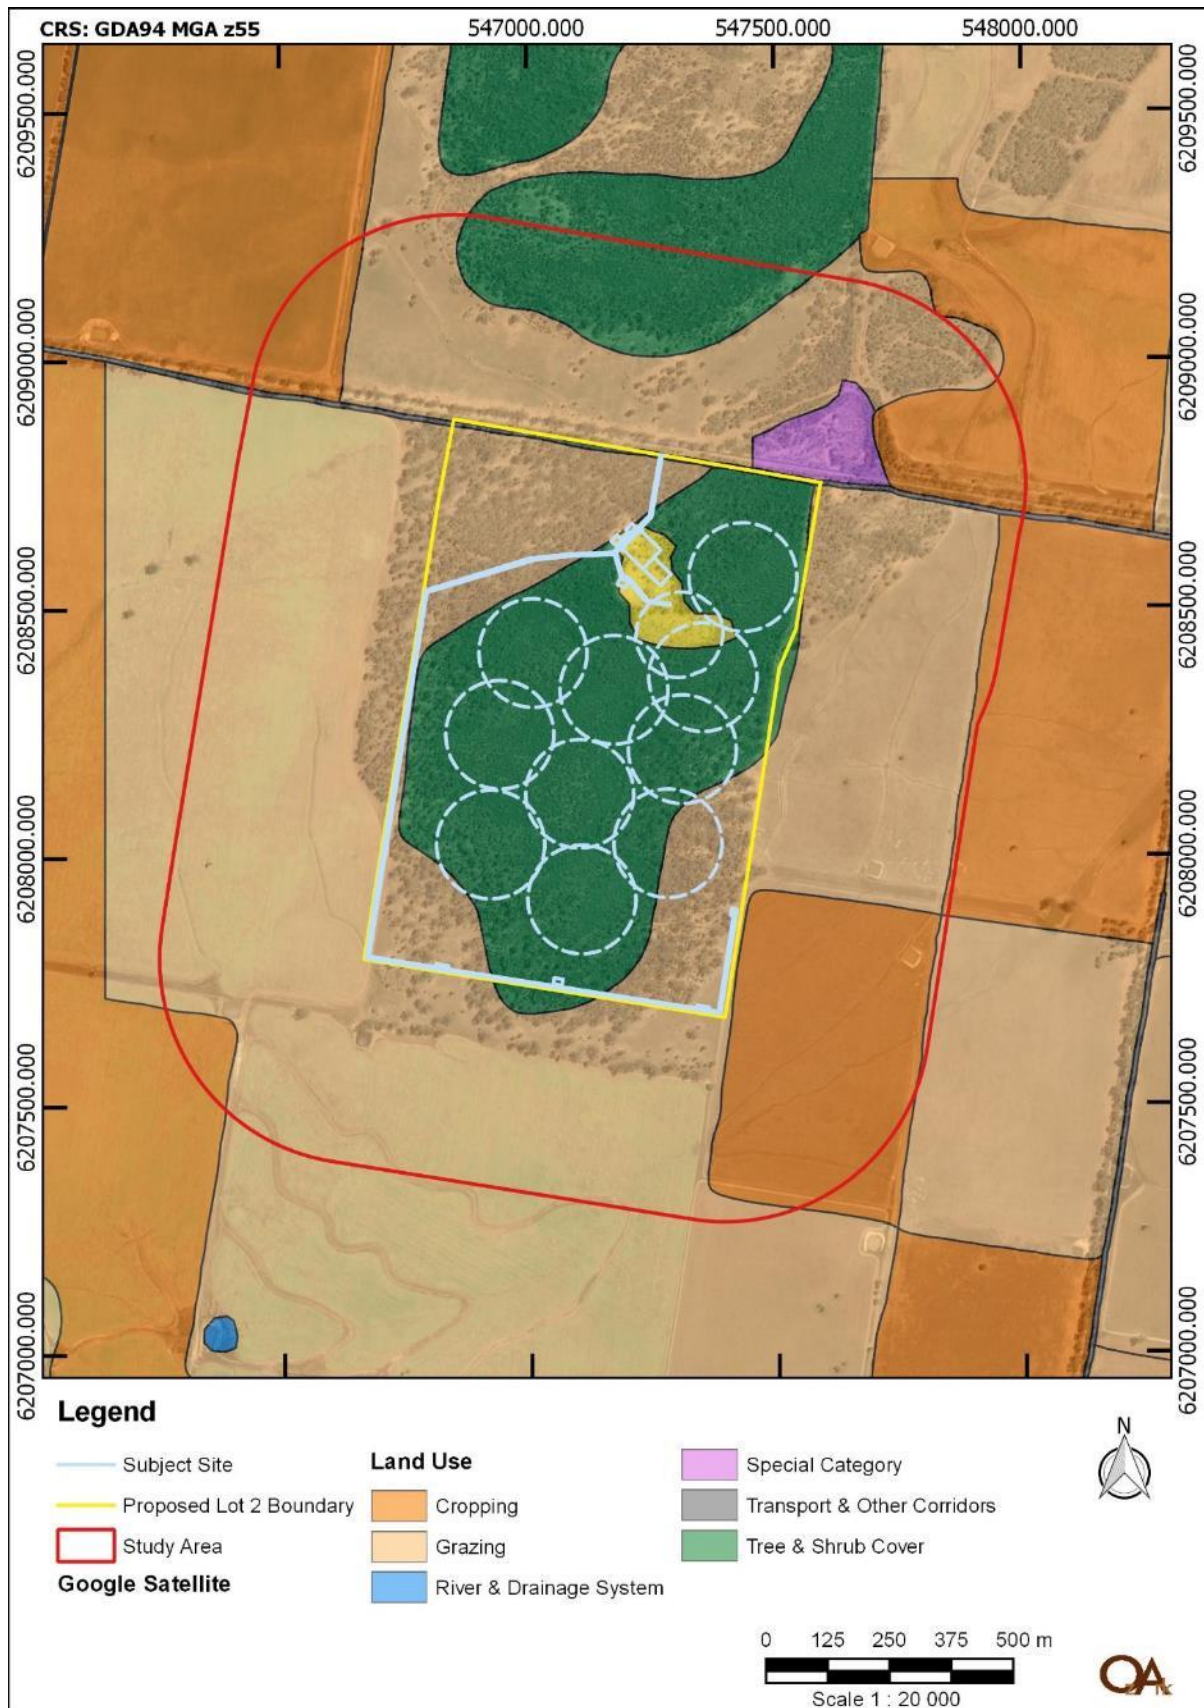 CRS: GDA94 MGA z55
547000.000 547500.000 548000.000
6209500.000 6209500.000
6209000.000 6209000.000
6208500.000 6208500.000
6208000.000 6208000.000
6207500.000 6207500.000
6207000.000 6207000.000
Legend
Subject Site
Proposed Lot 2 Boundary
Study Area
Google Satellite
Land Use
Cropping
Grazing
River & Drainage System
Special Category
Transport & Other Corridors
Tree & Shrub Cover
N
0 125 250 375 500 m
Scale 1 : 20 000